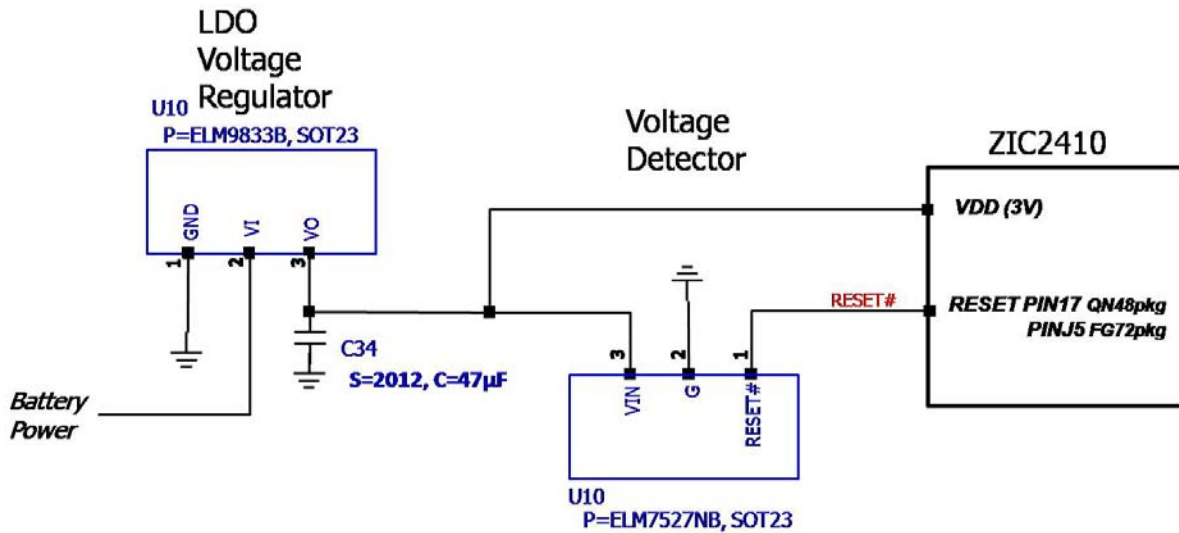 LDO
Voltage
Regulator
U10
P=ELM9833B, SOT23
GND
VI
VO
1
2
3
C34
S=2012, C=47µF
Battery
Power
Voltage
Detector
3
2
1
VIN
G
RESET#
U10
P=ELM7527NB, SOT23
RESET#
ZIC2410
VDD (3V)
RESET PIN17 QN48pkg
PINJ5 FG72pkg